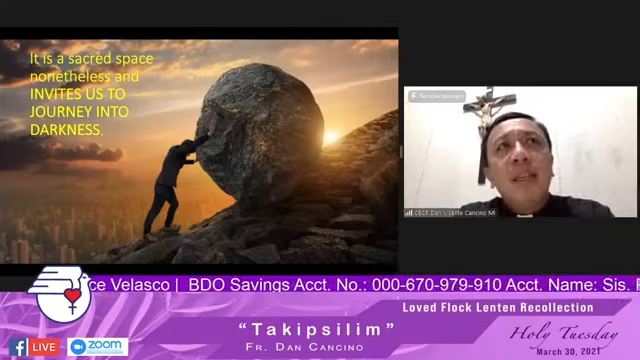 It is a sacred space
nonetheless and
INVITES US TO
JOURNEY INTO
DARKNESS.
CBCP Dan Vicente Cancino MI
ce Velasco | BDO Savings Acct. No.: 000-670-979-910 Acct. Name: Sis.
Loved Flock Lenten Recollection
"Takipsilim"
Fr. Dan Cancino
Holy Tuesday
March 30, 2021
LIVE
zoom